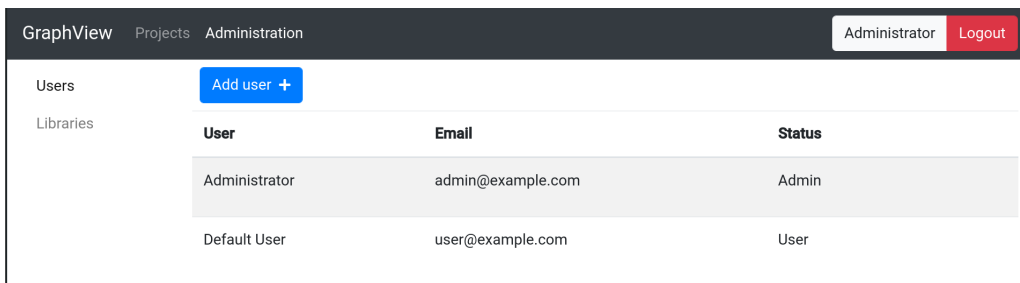 GraphView Projects Administration Administrator Logout
Users Add user +
Libraries
User Email Status
Administrator admin@example.com Admin
Default User user@example.com User